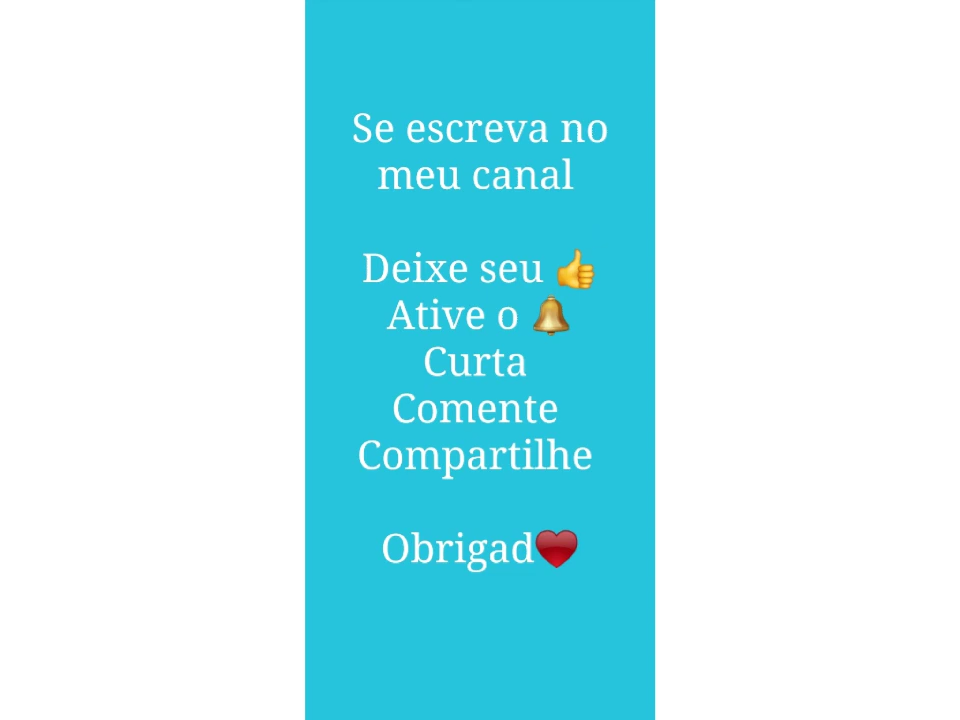 Se escreva no
meu canal
Deixe seu 👍
Ative o 🔔
Curta
Comente
Compartilhe
Obrigad❤️